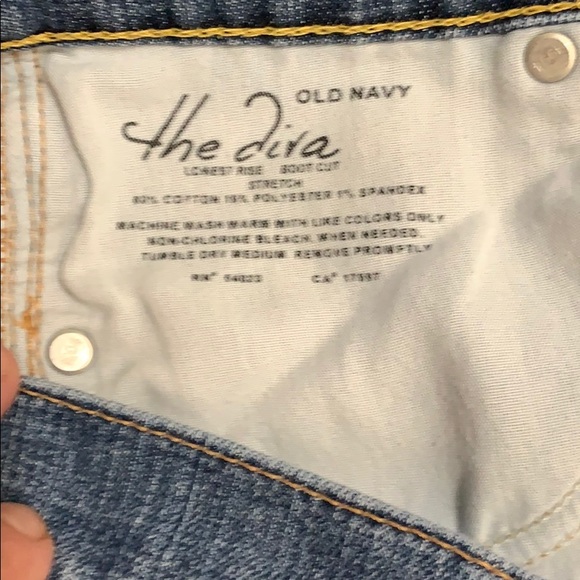 OLD NAVY
the diva
LOWEST RISE BOOT CUT
STRETCH
80% COTTON 19% POLYESTER 1% SPANDEX
MACHINE WASH WARM WITH LIKE COLORS ONLY
NON-CHLORINE BLEACH, WHEN NEEDED
TUMBLE DRY MEDIUM REMOVE PROMPTLY
RN# 54023 CA# 17897